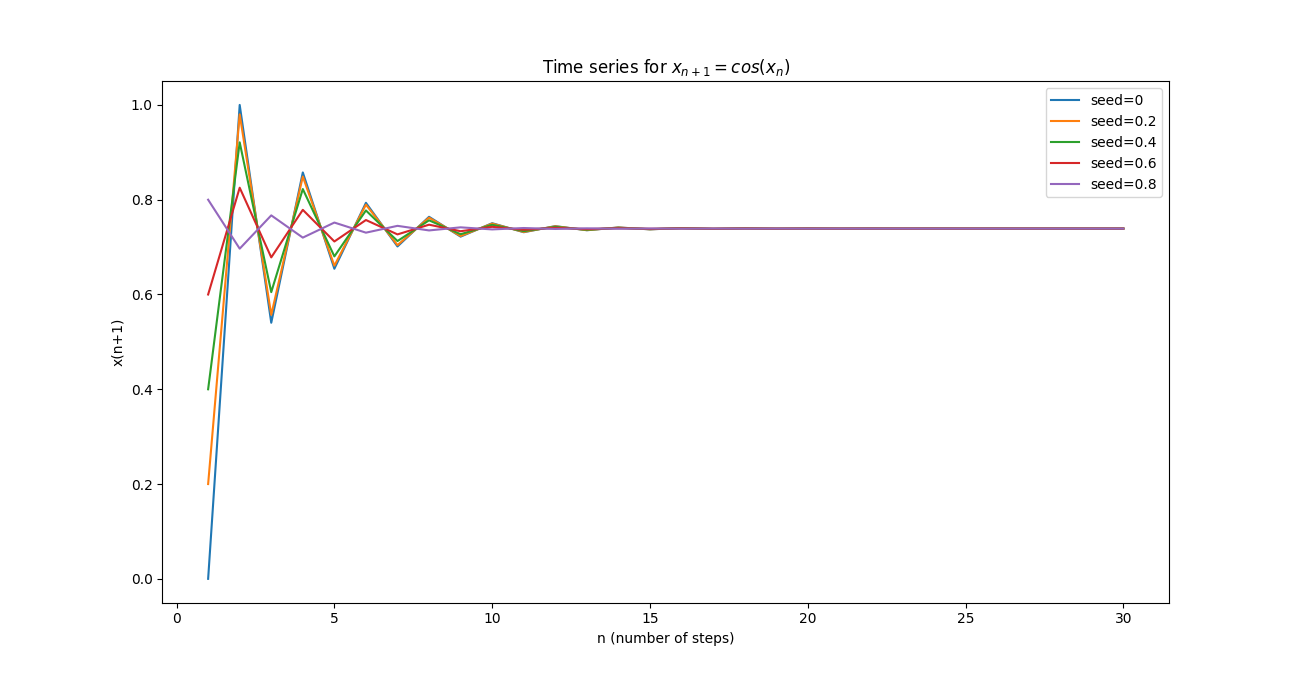 Time series for $x_{n+1} = cos(x_n)$
seed=0
seed=0.2
seed=0.4
seed=0.6
seed=0.8
x(n+1)
1.0
0.8
0.6
0.4
0.2
0.0
0 5 10 15 20 25 30
n (number of steps)